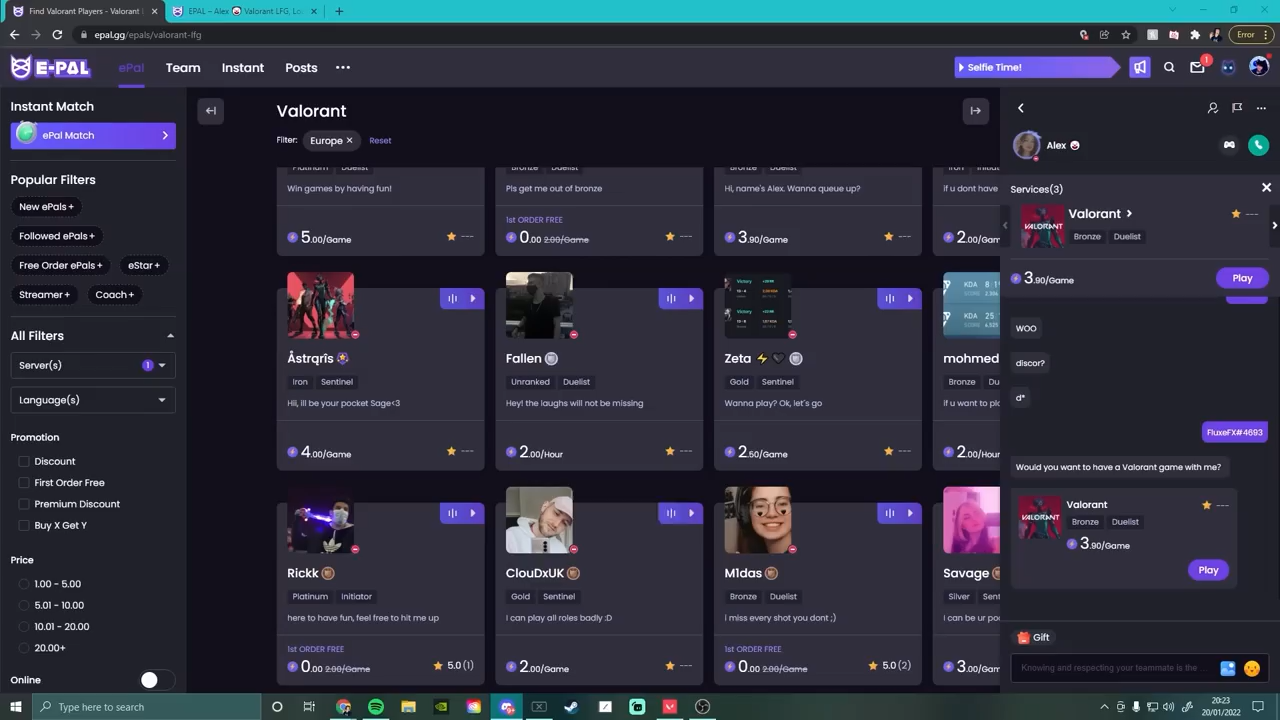 Find Valorant Players - Valorant
EPAL – Alex Valorant LFG, Lo
epal.gg/epals/valorant-lfg
Error
E-PAL
ePal
Team
Instant
Posts
Selfie Time!
1
Instant Match
ePal Match
Popular Filters
New ePals+
Followed ePals+
Free Order ePals+
eStar+
Streamer+
Coach+
All Filters
Server(s)
1
Language(s)
Promotion
Discount
First Order Free
Premium Discount
Buy X Get Y
Price
1.00 - 5.00
5.01 - 10.00
10.01 - 20.00
20.00+
Online
Valorant
Filter:
Europe ×
Reset
Platinum
Duelist
Win games by having fun!
5.00/Game
---
Bronze
Duelist
Pls get me out of bronze
1st ORDER FREE
0.00 2.00/Game
---
Bronze
Duelist
Hi, name's Alex. Wanna queue up?
3.90/Game
---
Iron
Initia
if u dont have
2.00/Gam
Åstrqrîs
Iron
Sentinel
Hii, ill be your pocket Sage<3
4.00/Game
---
Fallen
Unranked
Duelist
Hey! the laughs will not be missing
2.00/Hour
---
Victory
Victory
Zeta
Gold
Sentinel
Wanna play? Ok, let's go
2.50/Game
---
KDA
KDA
25
mohmed
Bronze
Du
if u want to pla
2.00/Hour
Rickk
Platinum
Initiator
here to have fun, feel free to hit me up
1st ORDER FREE
0.00 2.00/Game
5.0 (1)
ClouDxUK
Gold
Sentinel
i can play all roles badly :D
2.00/Game
---
M1das
Bronze
Duelist
i miss every shot you dont ;)
1st ORDER FREE
0.00 2.00/Game
5.0 (2)
Savage
Silver
Sent
I can be ur poc
3.00/Gam
Alex
Services(3)
VALORANT
Valorant
---
Bronze
Duelist
3.90/Game
Play
WOO
discor?
d*
FluxeFX#4693
Would you want to have a Valorant game with me?
VALORANT
Valorant
---
Bronze
Duelist
3.90/Game
Play
Gift
Knowing and respecting your teammate is the ...
Type here to search
20:23
20/01/2022